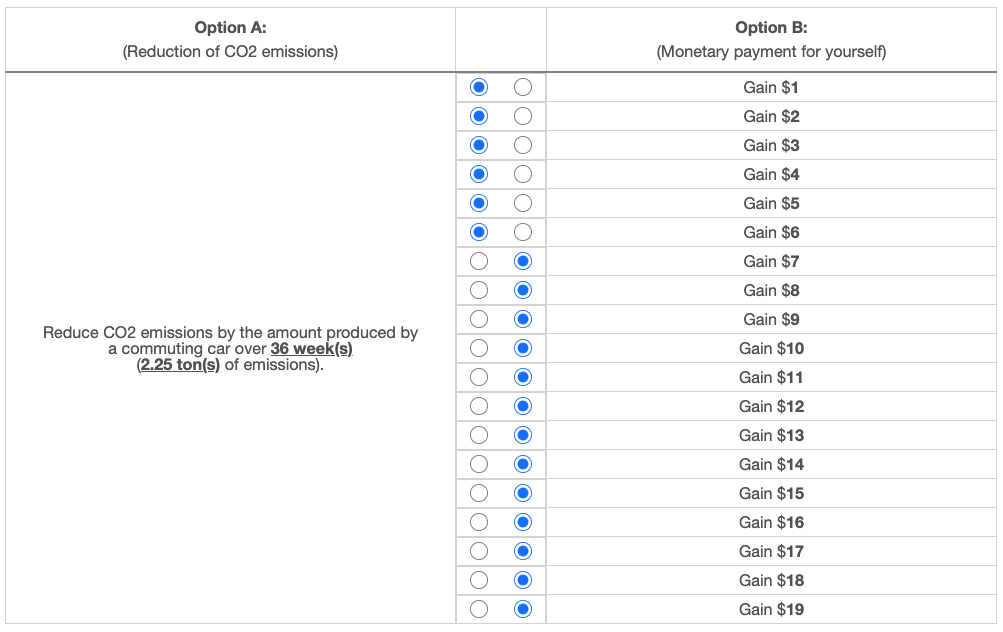 Option A:
(Reduction of CO2 emissions)
Option B:
(Monetary payment for yourself)
Reduce CO2 emissions by the amount produced by
a commuting car over 36 week(s)
(2.25 ton(s) of emissions).
Gain $1
Gain $2
Gain $3
Gain $4
Gain $5
Gain $6
Gain $7
Gain $8
Gain $9
Gain $10
Gain $11
Gain $12
Gain $13
Gain $14
Gain $15
Gain $16
Gain $17
Gain $18
Gain $19